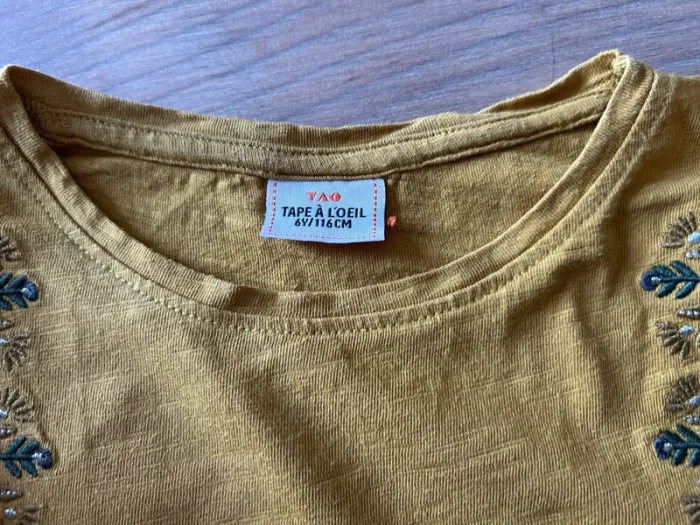 TAO
TAPE À L'OEIL
6Y/116CM